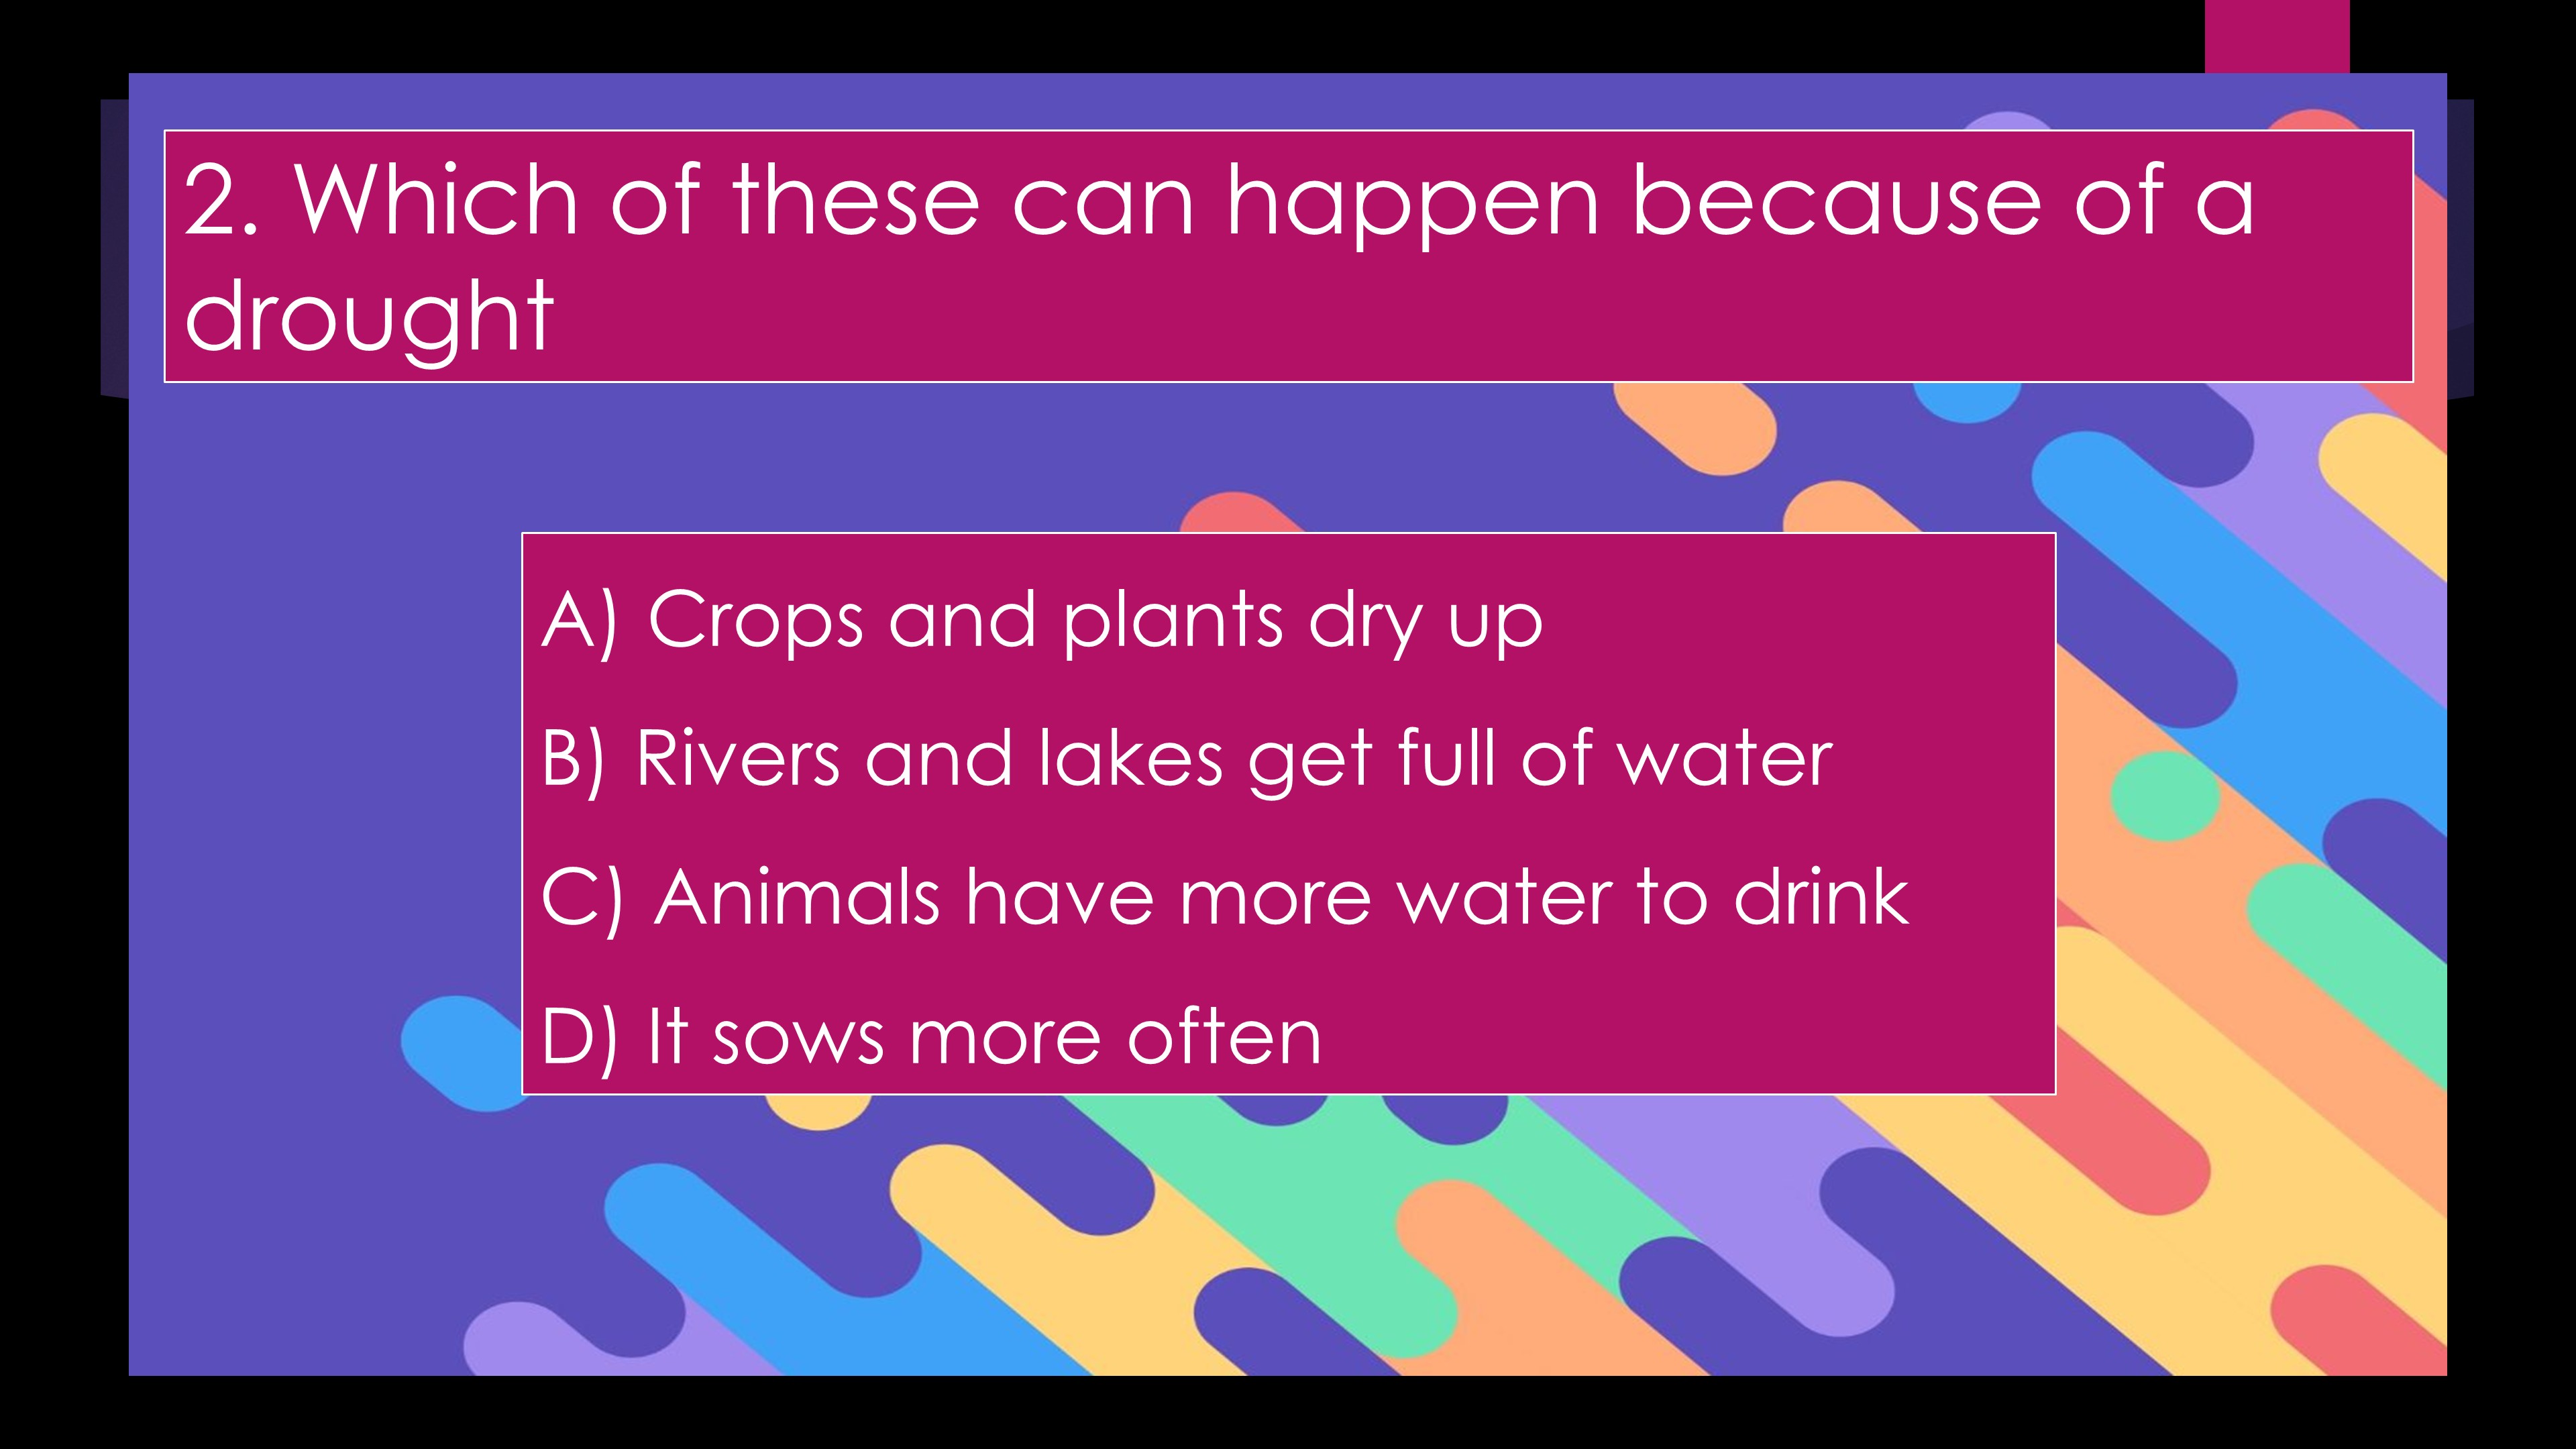 2. Which of these can happen because of a
drought
A) Crops and plants dry up
B) Rivers and lakes get full of water
C) Animals have more water to drink
D) It sows more often